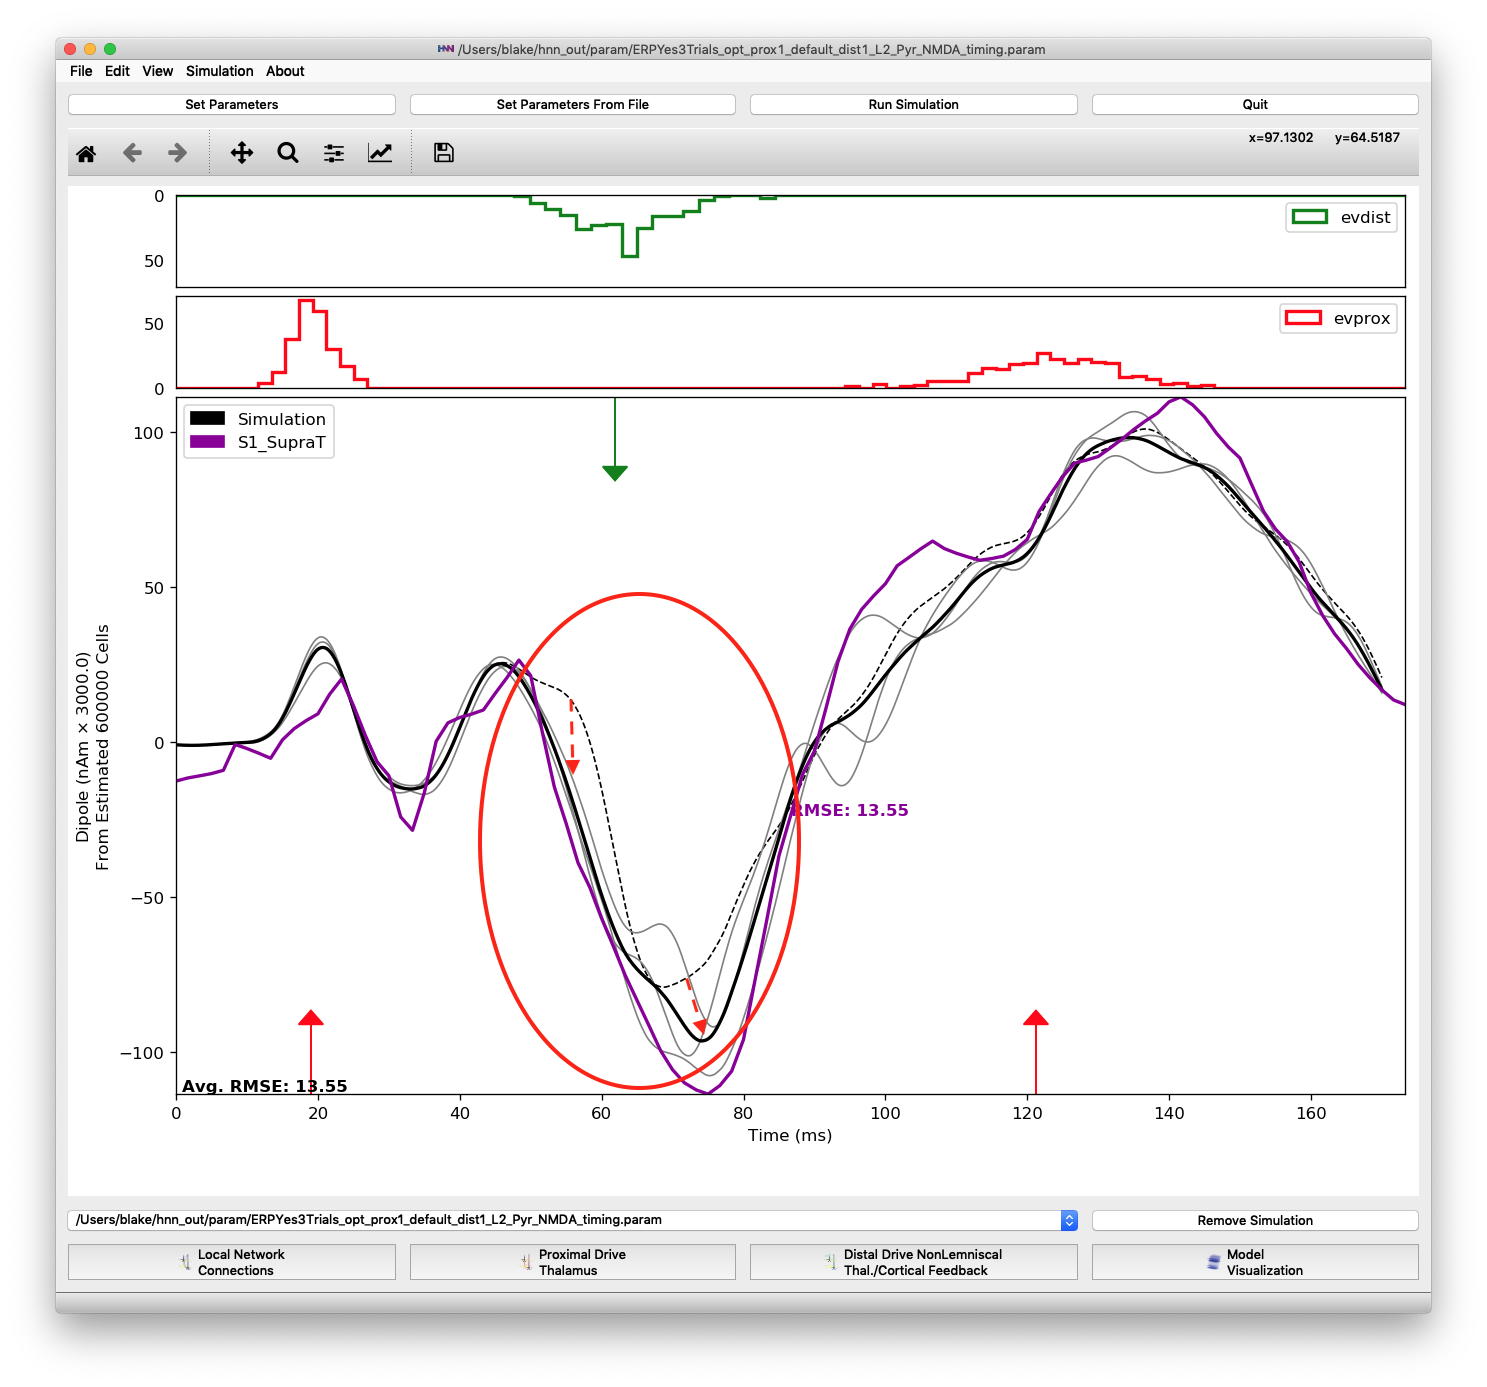 HNN /Users/blake/hnn_out/param/ERPYes3Trials_opt_prox1_default_dist1_L2_Pyr_NMDA_timing.param
File Edit View Simulation About
Set Parameters Set Parameters From File Run Simulation Quit
x=97.1302 y=64.5187
0
50
evdist
50
0
evprox
Simulation
S1_SupraT
100
50
0
−50
−100
Dipole (nAm × 3000.0)
From Estimated 600000 Cells
RMSE: 13.55
Avg. RMSE: 13.55
0 20 40 60 80 100 120 140 160
Time (ms)
/Users/blake/hnn_out/param/ERPYes3Trials_opt_prox1_default_dist1_L2_Pyr_NMDA_timing.param
Remove Simulation
Local Network
Connections
Proximal Drive
Thalamus
Distal Drive NonLemniscal
Thal./Cortical Feedback
Model
Visualization